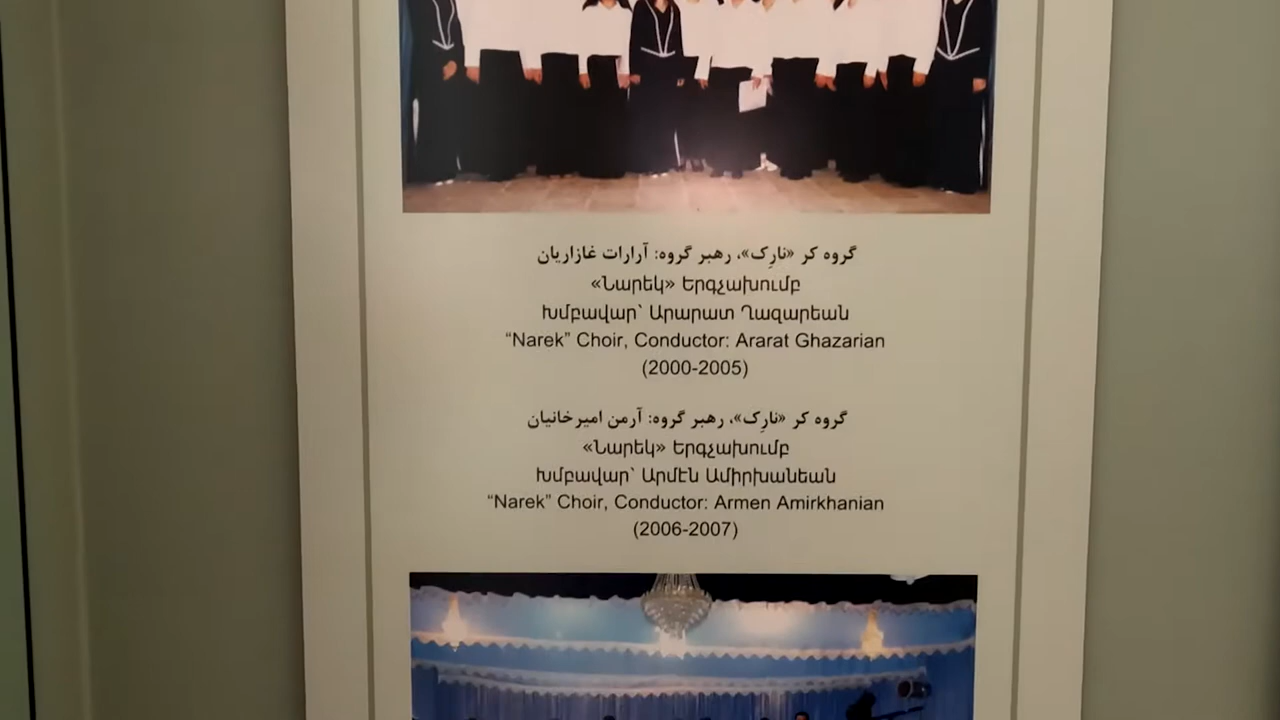 گروه کر «نارِک»، رهبر گروه: آرارات غازاریان
«Նարեկ» Երգչախումբ
Խմբավար՝ Արարատ Ղազարեան
“Narek” Choir, Conductor: Ararat Ghazarian
(2000-2005)
گروه کر «نارِک»، رهبر گروه: آرمن امیرخانیان
«Նարեկ» Երգչախումբ
Խմբավար՝ Արմէն Ամիրխանեան
“Narek” Choir, Conductor: Armen Amirkhanian
(2006-2007)